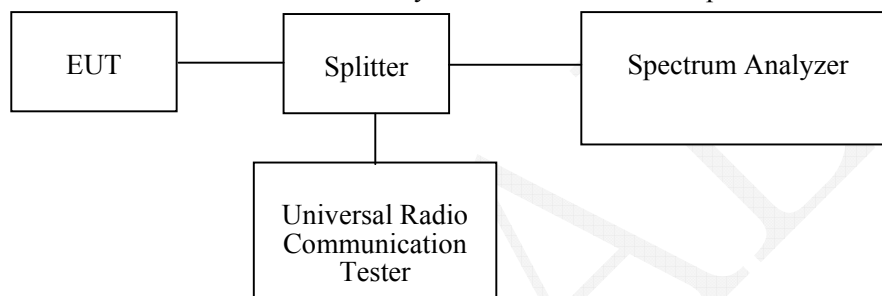 EUT
Splitter
Spectrum Analyzer
Universal Radio
Communication
Tester